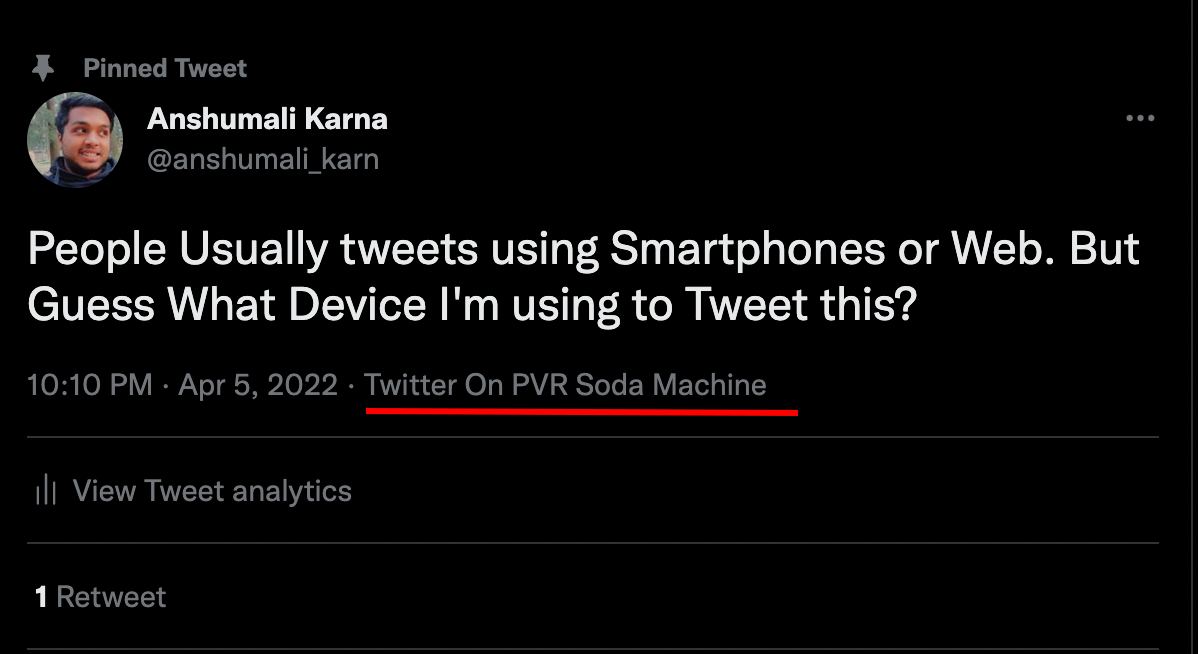 Pinned Tweet
Anshumali Karna
@anshumali_karn
People Usually tweets using Smartphones or Web. But
Guess What Device I'm using to Tweet this?
10:10 PM · Apr 5, 2022 · Twitter On PVR Soda Machine
View Tweet analytics
1 Retweet